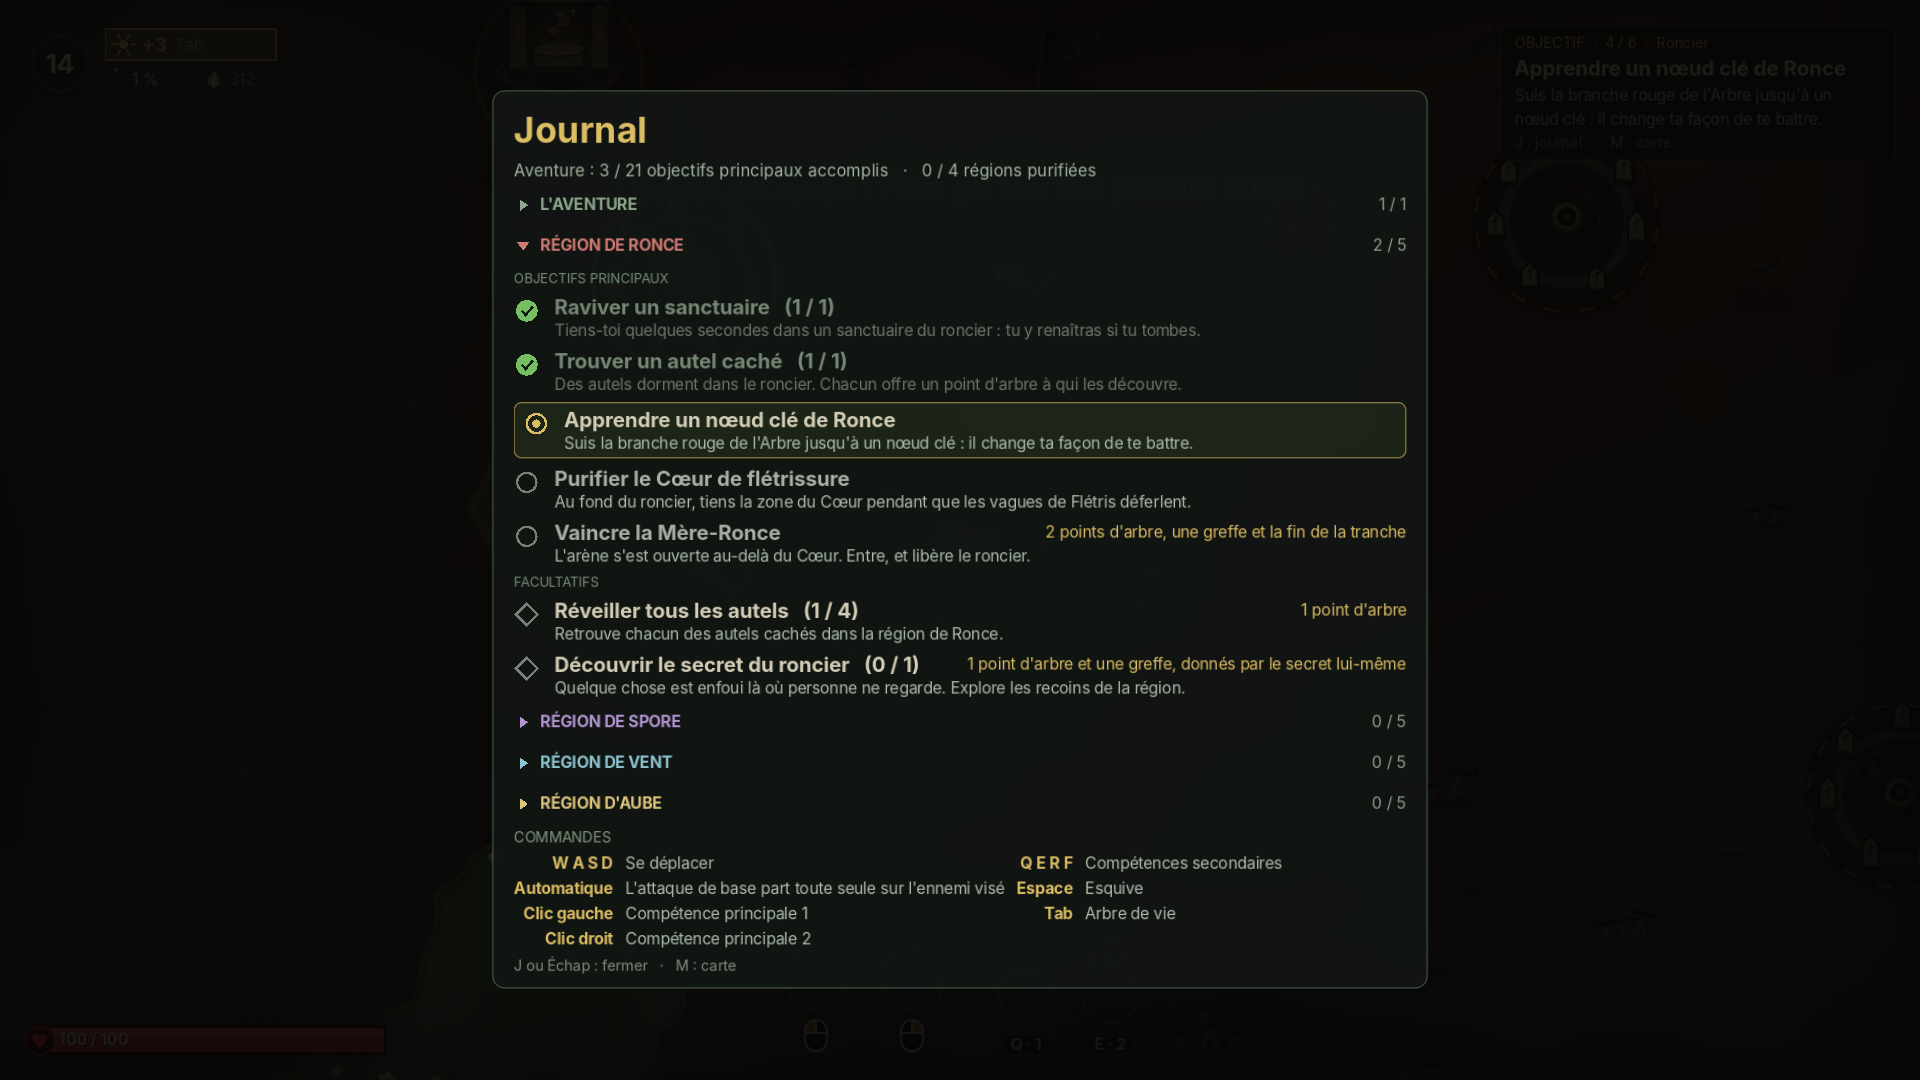 14
+3 Tab
1 % 312
OBJECTIF · 4 / 6 · Roncier
Apprendre un nœud clé de Ronce
Suis la branche rouge de l'Arbre jusqu'à un
nœud clé : il change ta façon de te battre.
J : journal · M : carte
Journal
Aventure : 3 / 21 objectifs principaux accomplis · 0 / 4 régions purifiées
L'AVENTURE 1 / 1
RÉGION DE RONCE 2 / 5
OBJECTIFS PRINCIPAUX
Raviver un sanctuaire (1 / 1)
Tiens-toi quelques secondes dans un sanctuaire du roncier : tu y renaîtras si tu tombes.
Trouver un autel caché (1 / 1)
Des autels dorment dans le roncier. Chacun offre un point d'arbre à qui les découvre.
Apprendre un nœud clé de Ronce
Suis la branche rouge de l'Arbre jusqu'à un nœud clé : il change ta façon de te battre.
Purifier le Cœur de flétrissure
Au fond du roncier, tiens la zone du Cœur pendant que les vagues de Flétris déferlent.
Vaincre la Mère-Ronce 2 points d'arbre, une greffe et la fin de la tranche
L'arène s'est ouverte au-delà du Cœur. Entre, et libère le roncier.
FACULTATIFS
Réveiller tous les autels (1 / 4) 1 point d'arbre
Retrouve chacun des autels cachés dans la région de Ronce.
Découvrir le secret du roncier (0 / 1) 1 point d'arbre et une greffe, donnés par le secret lui-même
Quelque chose est enfoui là où personne ne regarde. Explore les recoins de la région.
RÉGION DE SPORE 0 / 5
RÉGION DE VENT 0 / 5
RÉGION D'AUBE 0 / 5
COMMANDES
W A S D Se déplacer Q E R F Compétences secondaires
Automatique L'attaque de base part toute seule sur l'ennemi visé Espace Esquive
Clic gauche Compétence principale 1 Tab Arbre de vie
Clic droit Compétence principale 2
J ou Échap : fermer · M : carte
100 / 100
Q · 1 E · 2